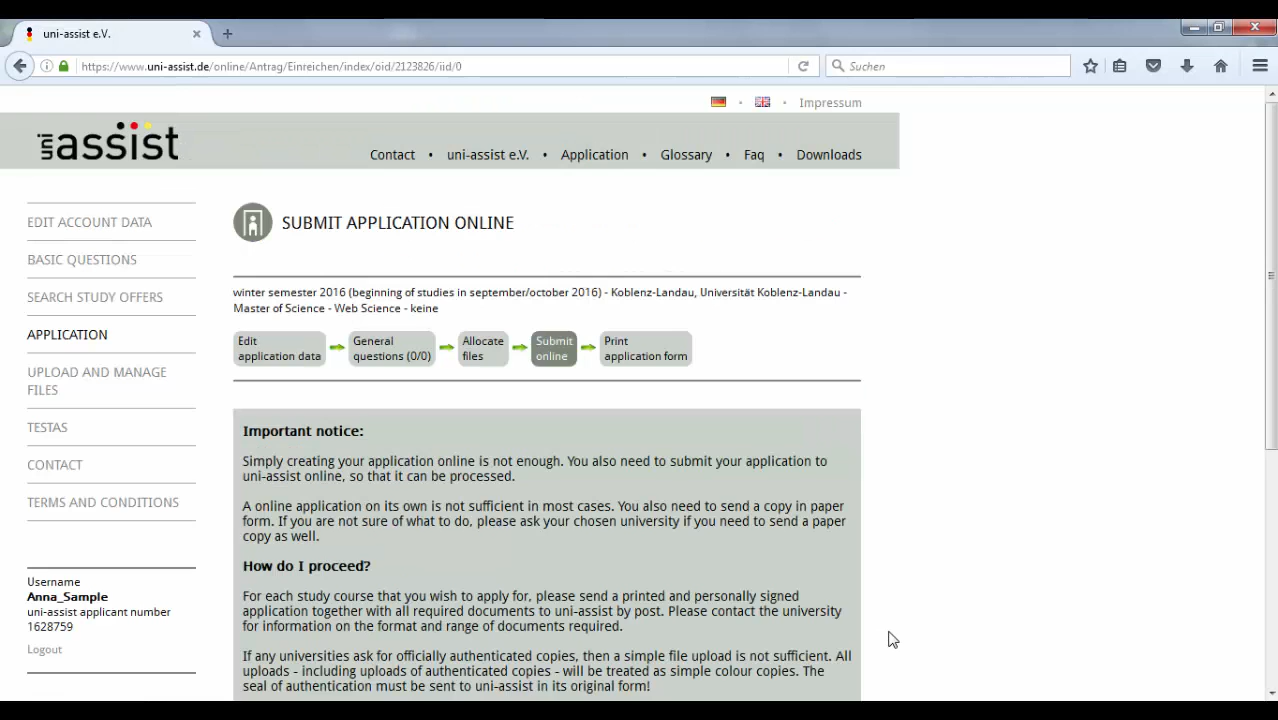 uni-assist e.V.
https://www.uni-assist.de/online/Antrag/Einreichen/index/oid/2123826/iid/0
Suchen
Impressum
uni assist
Contact • uni-assist e.V. • Application • Glossary • Faq • Downloads
EDIT ACCOUNT DATA
BASIC QUESTIONS
SEARCH STUDY OFFERS
APPLICATION
UPLOAD AND MANAGE
FILES
TESTAS
CONTACT
TERMS AND CONDITIONS
Username
Anna_Sample
uni-assist applicant number
1628759
Logout
SUBMIT APPLICATION ONLINE
winter semester 2016 (beginning of studies in september/october 2016) - Koblenz-Landau, Universität Koblenz-Landau -
Master of Science - Web Science - keine
Edit
application data
General
questions (0/0)
Allocate
files
Submit
online
Print
application form
Important notice:
Simply creating your application online is not enough. You also need to submit your application to
uni-assist online, so that it can be processed.
A online application on its own is not sufficient in most cases. You also need to send a copy in paper
form. If you are not sure of what to do, please ask your chosen university if you need to send a paper
copy as well.
How do I proceed?
For each study course that you wish to apply for, please send a printed and personally signed
application together with all required documents to uni-assist by post. Please contact the university
for information on the format and range of documents required.
If any universities ask for officially authenticated copies, then a simple file upload is not sufficient. All
uploads - including uploads of authenticated copies - will be treated as simple colour copies. The
seal of authentication must be sent to uni-assist in its original form!